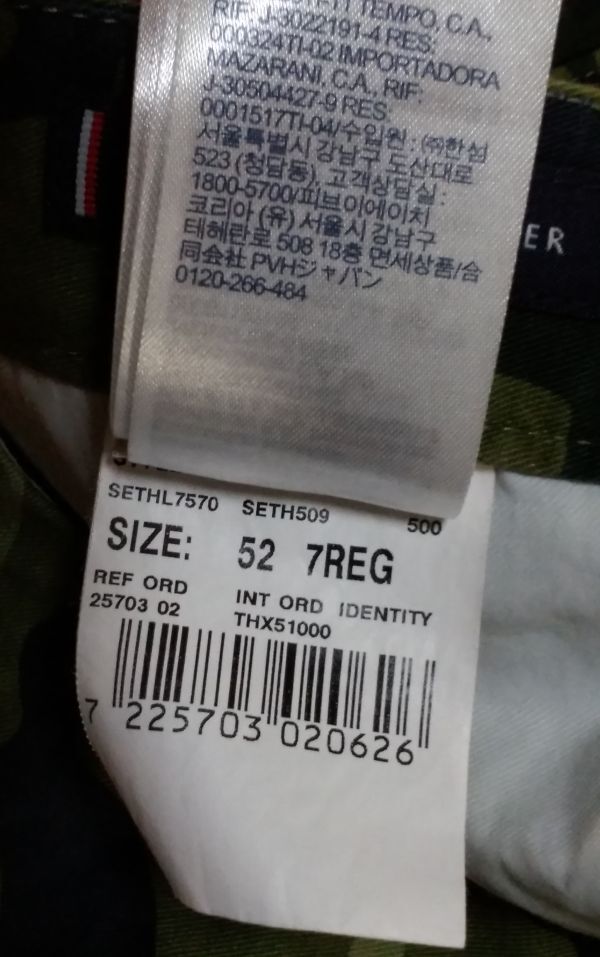 TEMPO, C.A.,
RIF: J-3022191-4 RES:
000324TI-02 IMPORTADORA
MAZARANI, C.A., RIF:
J-30504427-9 RES:
0001517TI-04/수입원 : ㈜한섬
서울특별시 강남구 도산대로
523 (청담동), 고객상담실 :
1800-5700/피브이에이치
코리아 (유) 서울시 강남구
테헤란로 508 18층 면세상품/合
同会社 PVHジャパン
0120-266-484
ER
SETHL7570 SETH509 500
SIZE: 52 7REG
REF ORD INT ORD IDENTITY
25703 02 THX51000
7 225703 020626